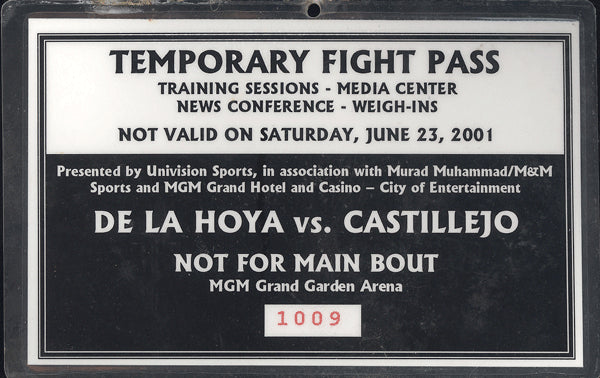 TEMPORARY FIGHT PASS
TRAINING SESSIONS - MEDIA CENTER
NEWS CONFERENCE - WEIGH-INS
NOT VALID ON SATURDAY, JUNE 23, 2001
Presented by Univision Sports, in association with Murad Muhammad/M&M
Sports and MGM Grand Hotel and Casino – City of Entertainment
DE LA HOYA vs. CASTILLEJO
NOT FOR MAIN BOUT
MGM Grand Garden Arena
1009